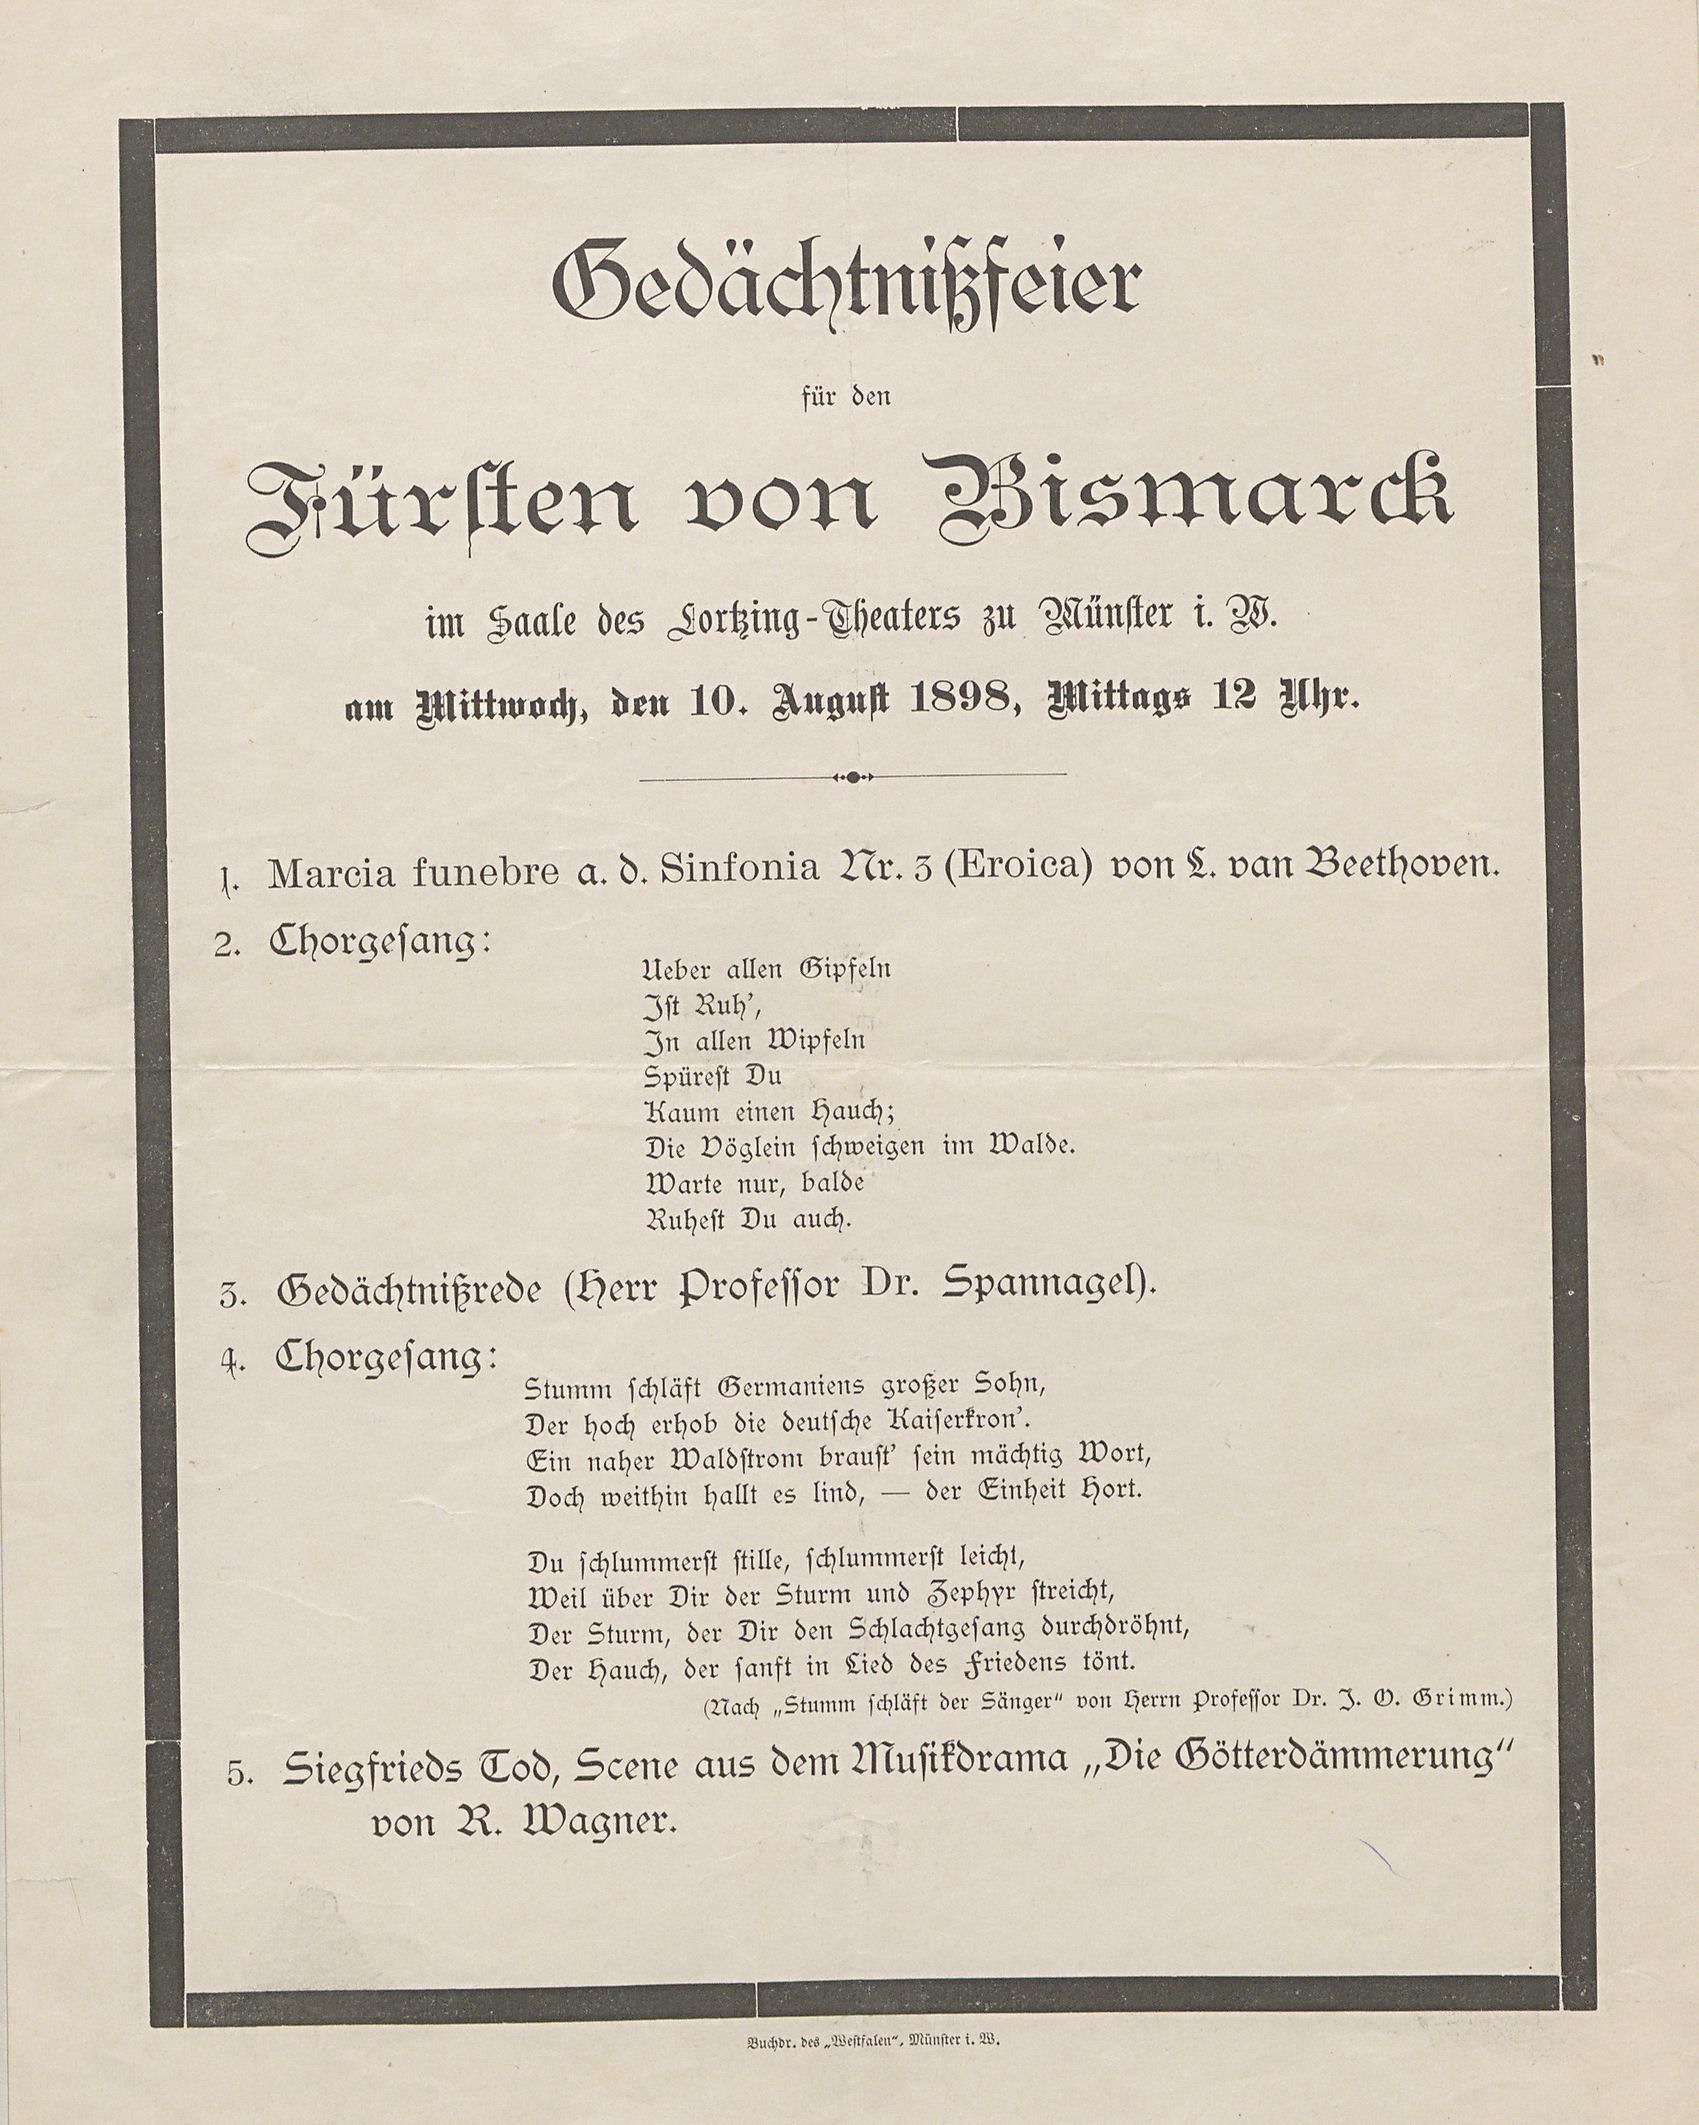 Gedächtnißfeier
für den
Fürsten von Bismarck
im Saale des Lortzing-Theaters zu Münster i. W.
am Mittwoch, den 10. August 1898, Mittags 12 Uhr.
1. Marcia funebre a. d. Sinfonia Nr. 3 (Eroica) von L. van Beethoven.
2. Chorgesang:
Ueber allen Gipfeln
Ist Ruh’,
In allen Wipfeln
Spürest Du
Kaum einen Hauch;
Die Vöglein schweigen im Walde.
Warte nur, balde
Ruhest Du auch.
3. Gedächtnißrede (Herr Professor Dr. Spannagel).
4. Chorgesang:
Stumm schläft Germaniens großer Sohn,
Der hoch erhob die deutsche Kaiserkron’.
Ein naher Waldstrom braust’ sein mächtig Wort,
Doch weithin hallt es lind, — der Einheit Hort.
Du schlummerst stille, schlummerst leicht,
Weil über Dir der Sturm und Zephyr streicht,
Der Sturm, der Dir den Schlachtgesang durchdröhnt,
Der Hauch, der sanft in Lied des Friedens tönt.
(Nach „Stumm schläft der Sänger“ von Herrn Professor Dr. J. O. Grimm.)
5. Siegfrieds Tod, Scene aus dem Musikdrama „Die Götterdämmerung“
von R. Wagner.
Buchdr. des „Westfalen“, Münster i. W.